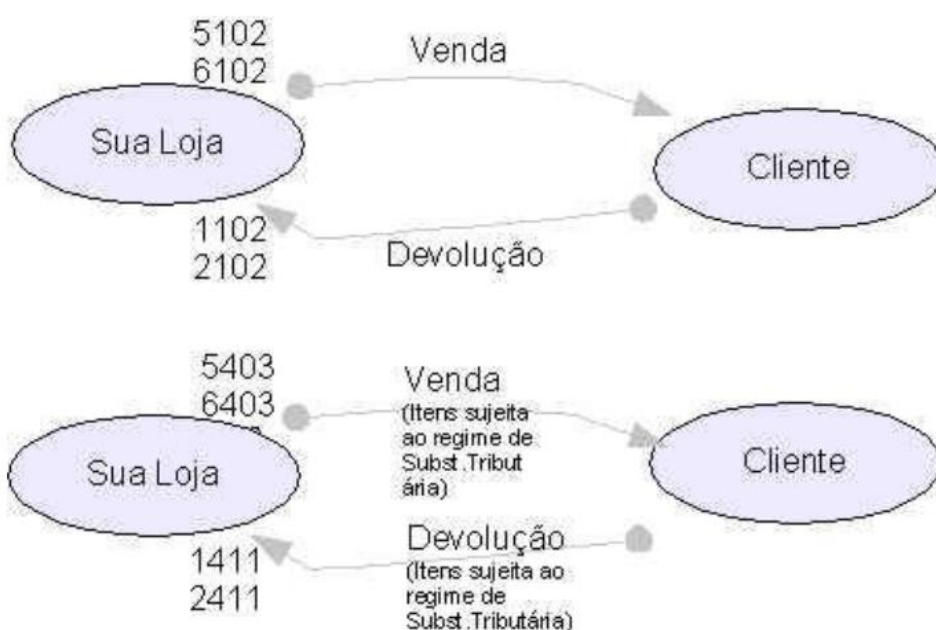 5102
6102
Venda
Sua Loja
Cliente
1102
2102
Devolução
5403
6403
Venda
(Itens sujeita
ao regime de
Subst.Tribut
ária)
Sua Loja
Cliente
1411
2411
Devolução
(Itens sujeita ao
regime de
Subst.Tributária)